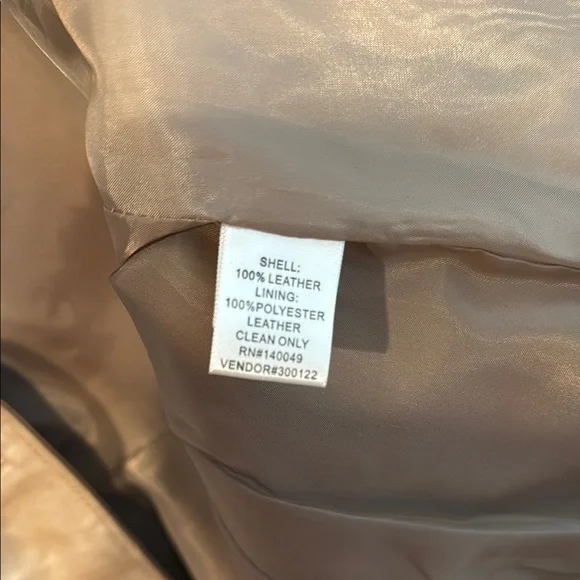 SHELL:
100% LEATHER
LINING:
100%POLYESTER
LEATHER
CLEAN ONLY
RN#140049
VENDOR#300122